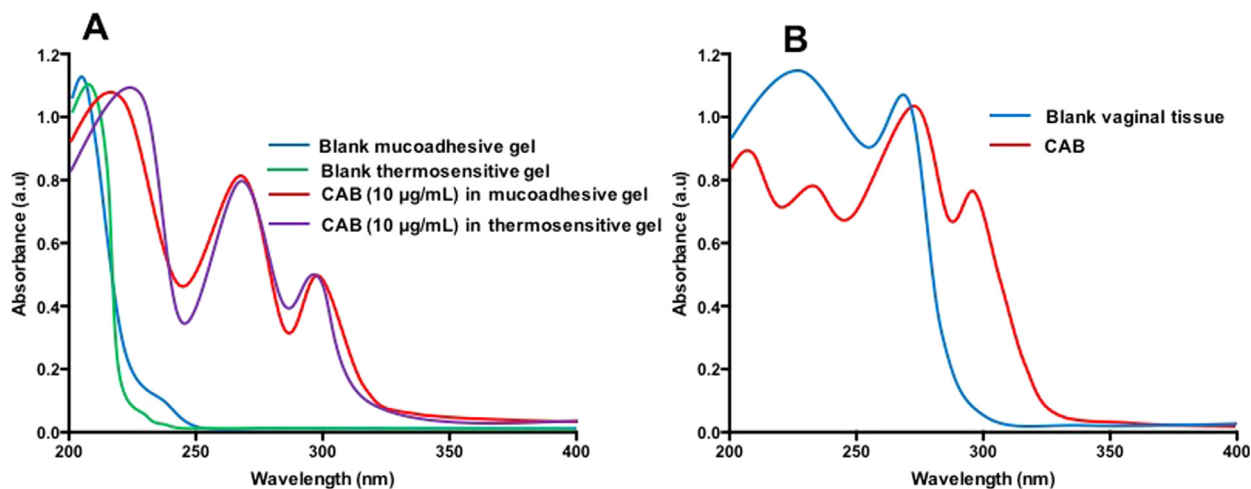 A
Absorbance (a.u)
1.2
1.0
0.8
0.6
0.4
0.2
0.0
200
250
300
350
400
Wavelength (nm)
Blank mucoadhesive gel
Blank thermosensitive gel
CAB (10 µg/mL) in mucoadhesive gel
CAB (10 µg/mL) in thermosensitive gel
B
Absorbance (a.u)
1.2
1.0
0.8
0.6
0.4
0.2
0.0
200
250
300
350
400
Wavelength (nm)
Blank vaginal tissue
CAB